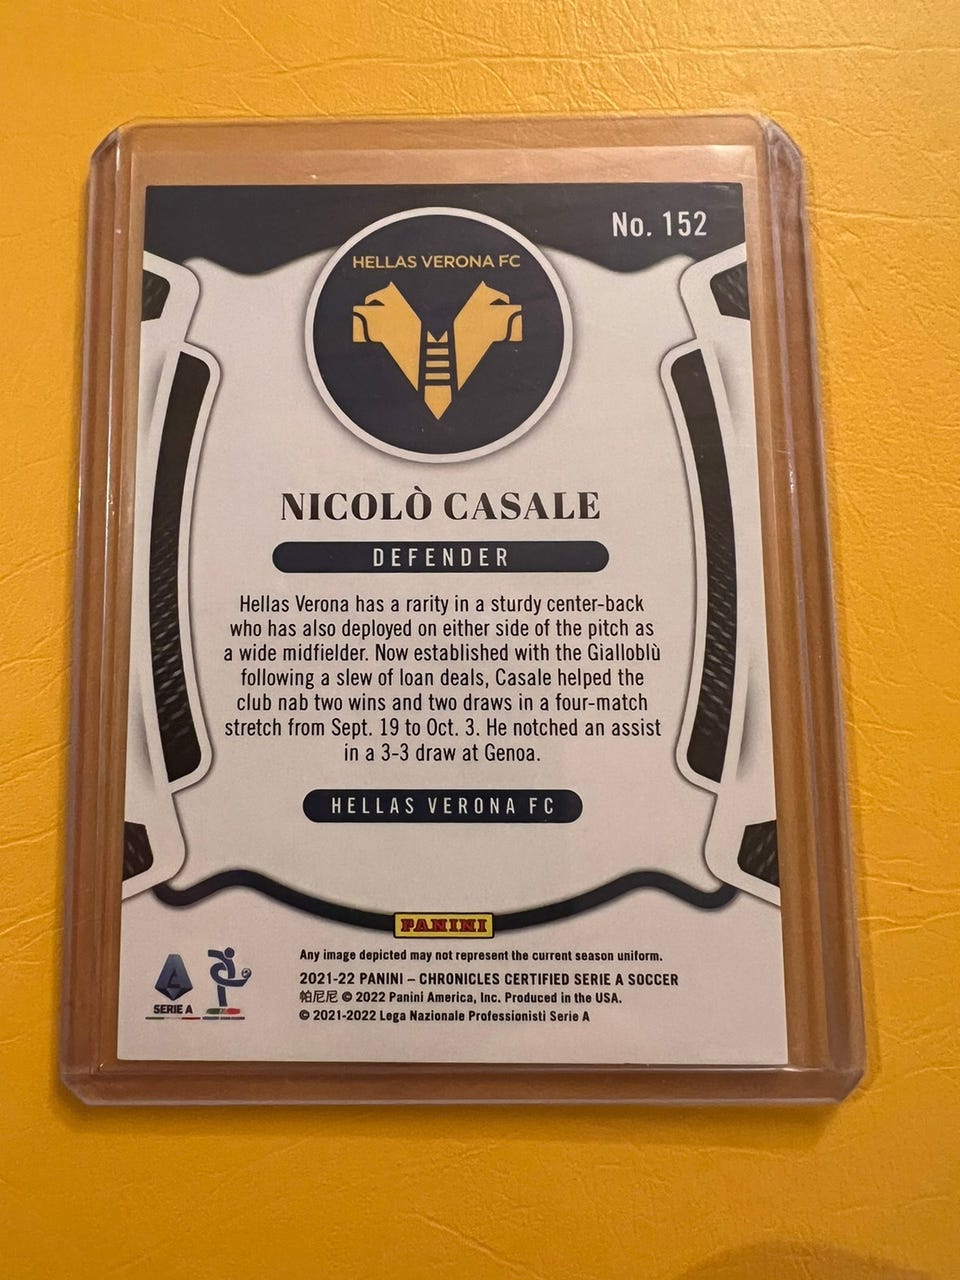 No. 152
HELLAS VERONA FC
NICOLÒ CASALE
DEFENDER
Hellas Verona has a rarity in a sturdy center-back
who has also deployed on either side of the pitch as
a wide midfielder. Now established with the Gialloblù
following a slew of loan deals, Casale helped the
club nab two wins and two draws in a four-match
stretch from Sept. 19 to Oct. 3. He notched an assist
in a 3-3 draw at Genoa.
HELLAS VERONA FC
PANINI
Any image depicted may not represent the current season uniform.
2021-22 PANINI – CHRONICLES CERTIFIED SERIE A SOCCER
帕尼尼 © 2022 Panini America, Inc. Produced in the USA.
© 2021-2022 Lega Nazionale Professionisti Serie A
SERIE A